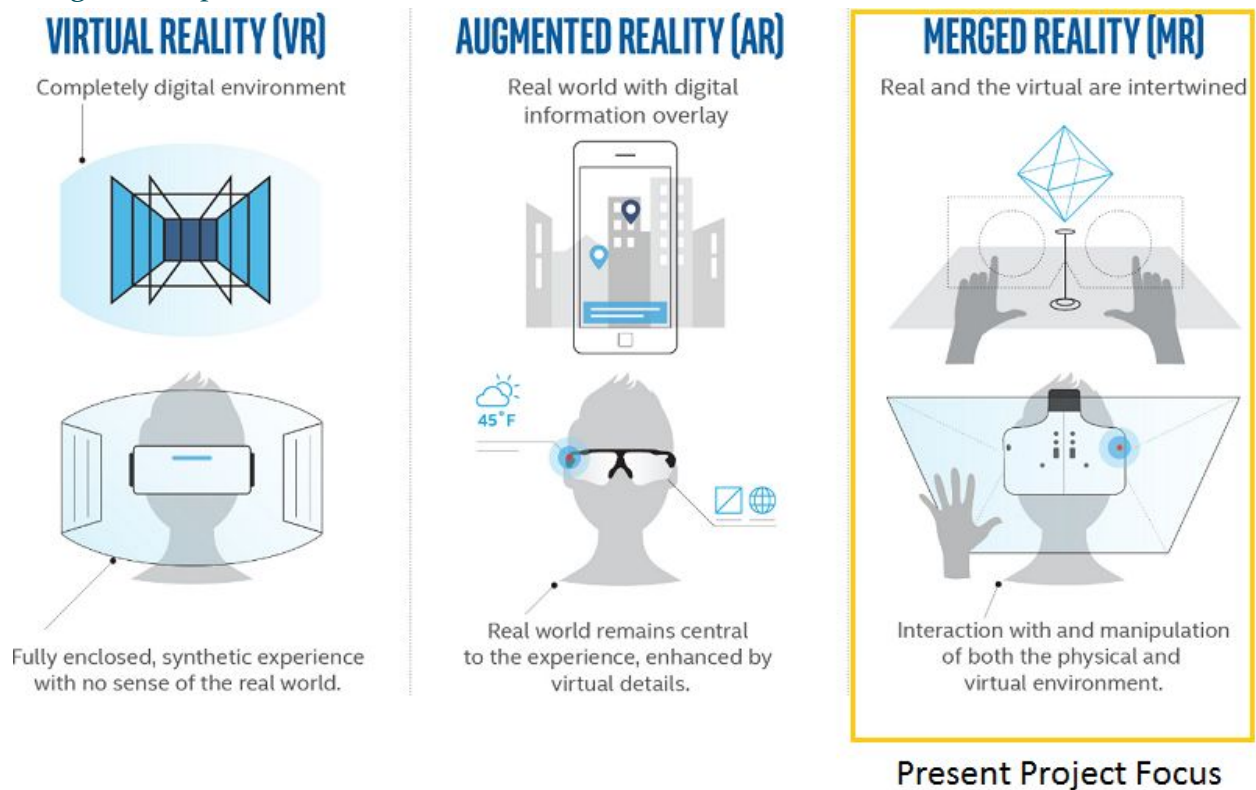 VIRTUAL REALITY (VR)
Completely digital environment
Fully enclosed, synthetic experience
with no sense of the real world.
AUGMENTED REALITY (AR)
Real world with digital
information overlay
45°F
Real world remains central
to the experience, enhanced by
virtual details.
MERGED REALITY (MR)
Real and the virtual are intertwined
Interaction with and manipulation
of both the physical and
virtual environment.
Present Project Focus